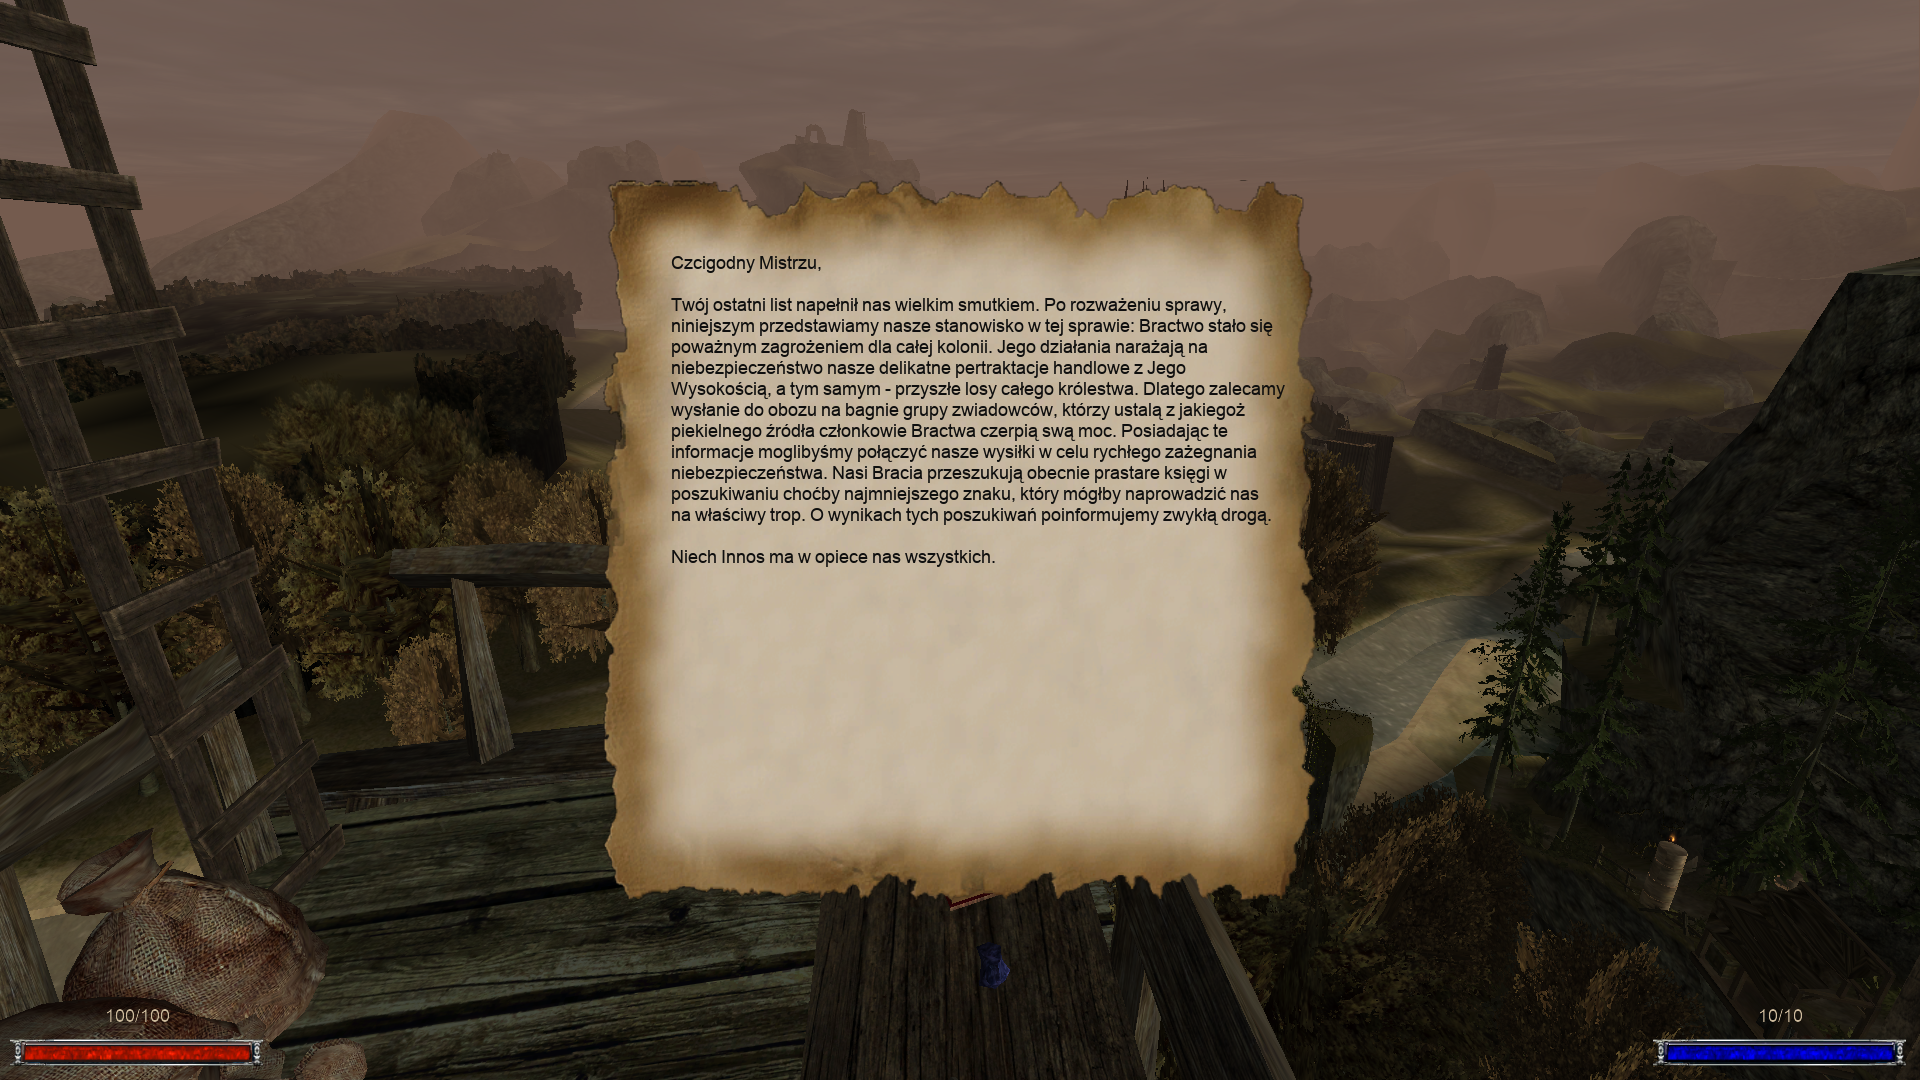 Czcigodny Mistrzu,
Twój ostatni list napełnił nas wielkim smutkiem. Po rozważeniu sprawy,
niniejszym przedstawiamy nasze stanowisko w tej sprawie: Bractwo stało się
poważnym zagrożeniem dla całej kolonii. Jego działania narażają na
niebezpieczeństwo nasze delikatne pertraktacje handlowe z Jego
Wysokością, a tym samym - przyszłe losy całego królestwa. Dlatego zalecamy
wysłanie do obozu na bagnie grupy zwiadowców, którzy ustalą z jakiegoż
piekielnego źródła członkowie Bractwa czerpią swą moc. Posiadając te
informacje moglibyśmy połączyć nasze wysiłki w celu rychłego zażegnania
niebezpieczeństwa. Nasi Bracia przeszukują obecnie prastare księgi w
poszukiwaniu choćby najmniejszego znaku, który mógłby naprowadzić nas
na właściwy trop. O wynikach tych poszukiwań poinformujemy zwykłą drogą.
Niech Innos ma w opiece nas wszystkich.
100/100
10/10